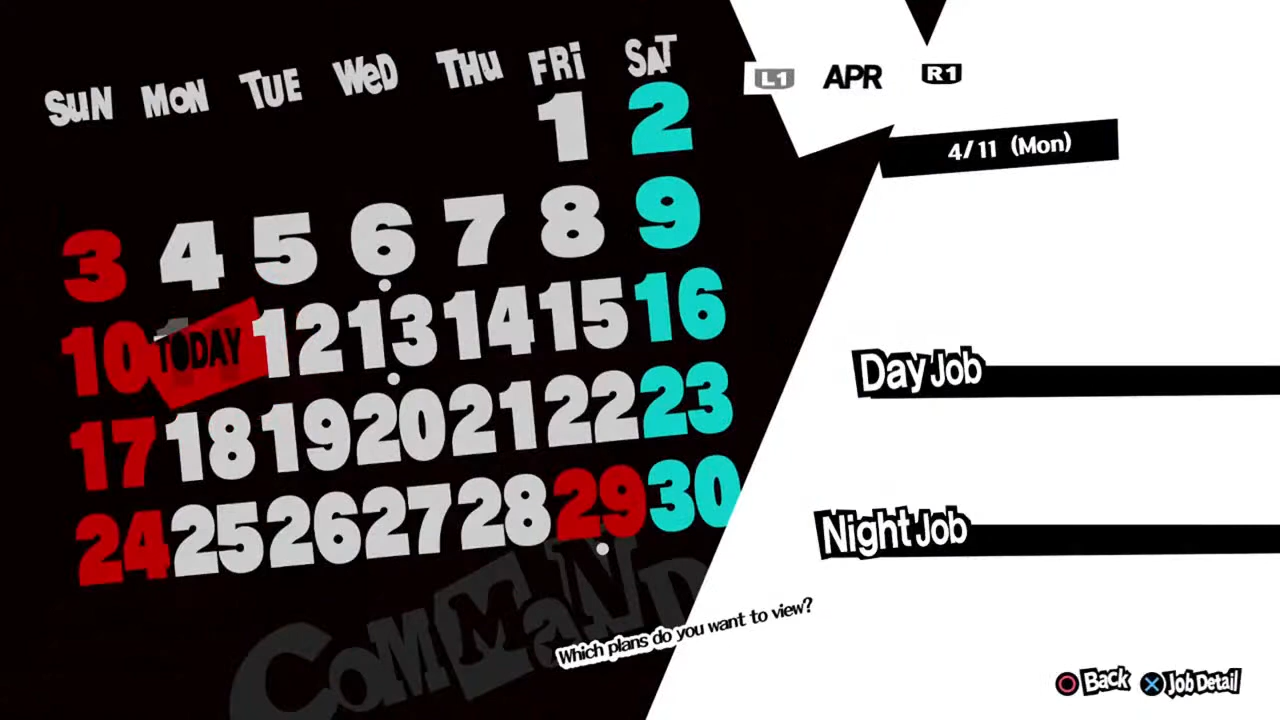 SUN MON TUE WeD THU FRi SAT
1 2
3 4 5 6 7 8 9
10 TODAY 12 13 14 15 16
17 18 19 20 21 22 23
24 25 26 27 28 29 30
COMMaND
L1 APR R1
4/11 (Mon)
Day Job
Night Job
Which plans do you want to view?
Back Job Detail